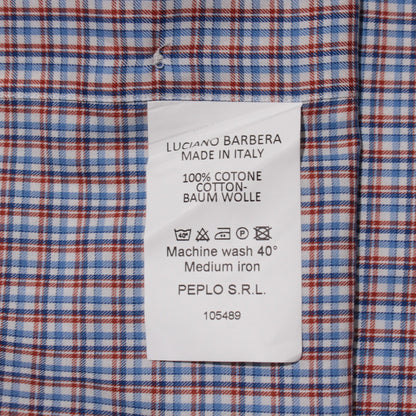 LUCIANO BARBERA
MADE IN ITALY
100% COTONE
COTTON-
BAUM WOLLE
Machine wash 40°
Medium iron
PEPLO S.R.L.
105489